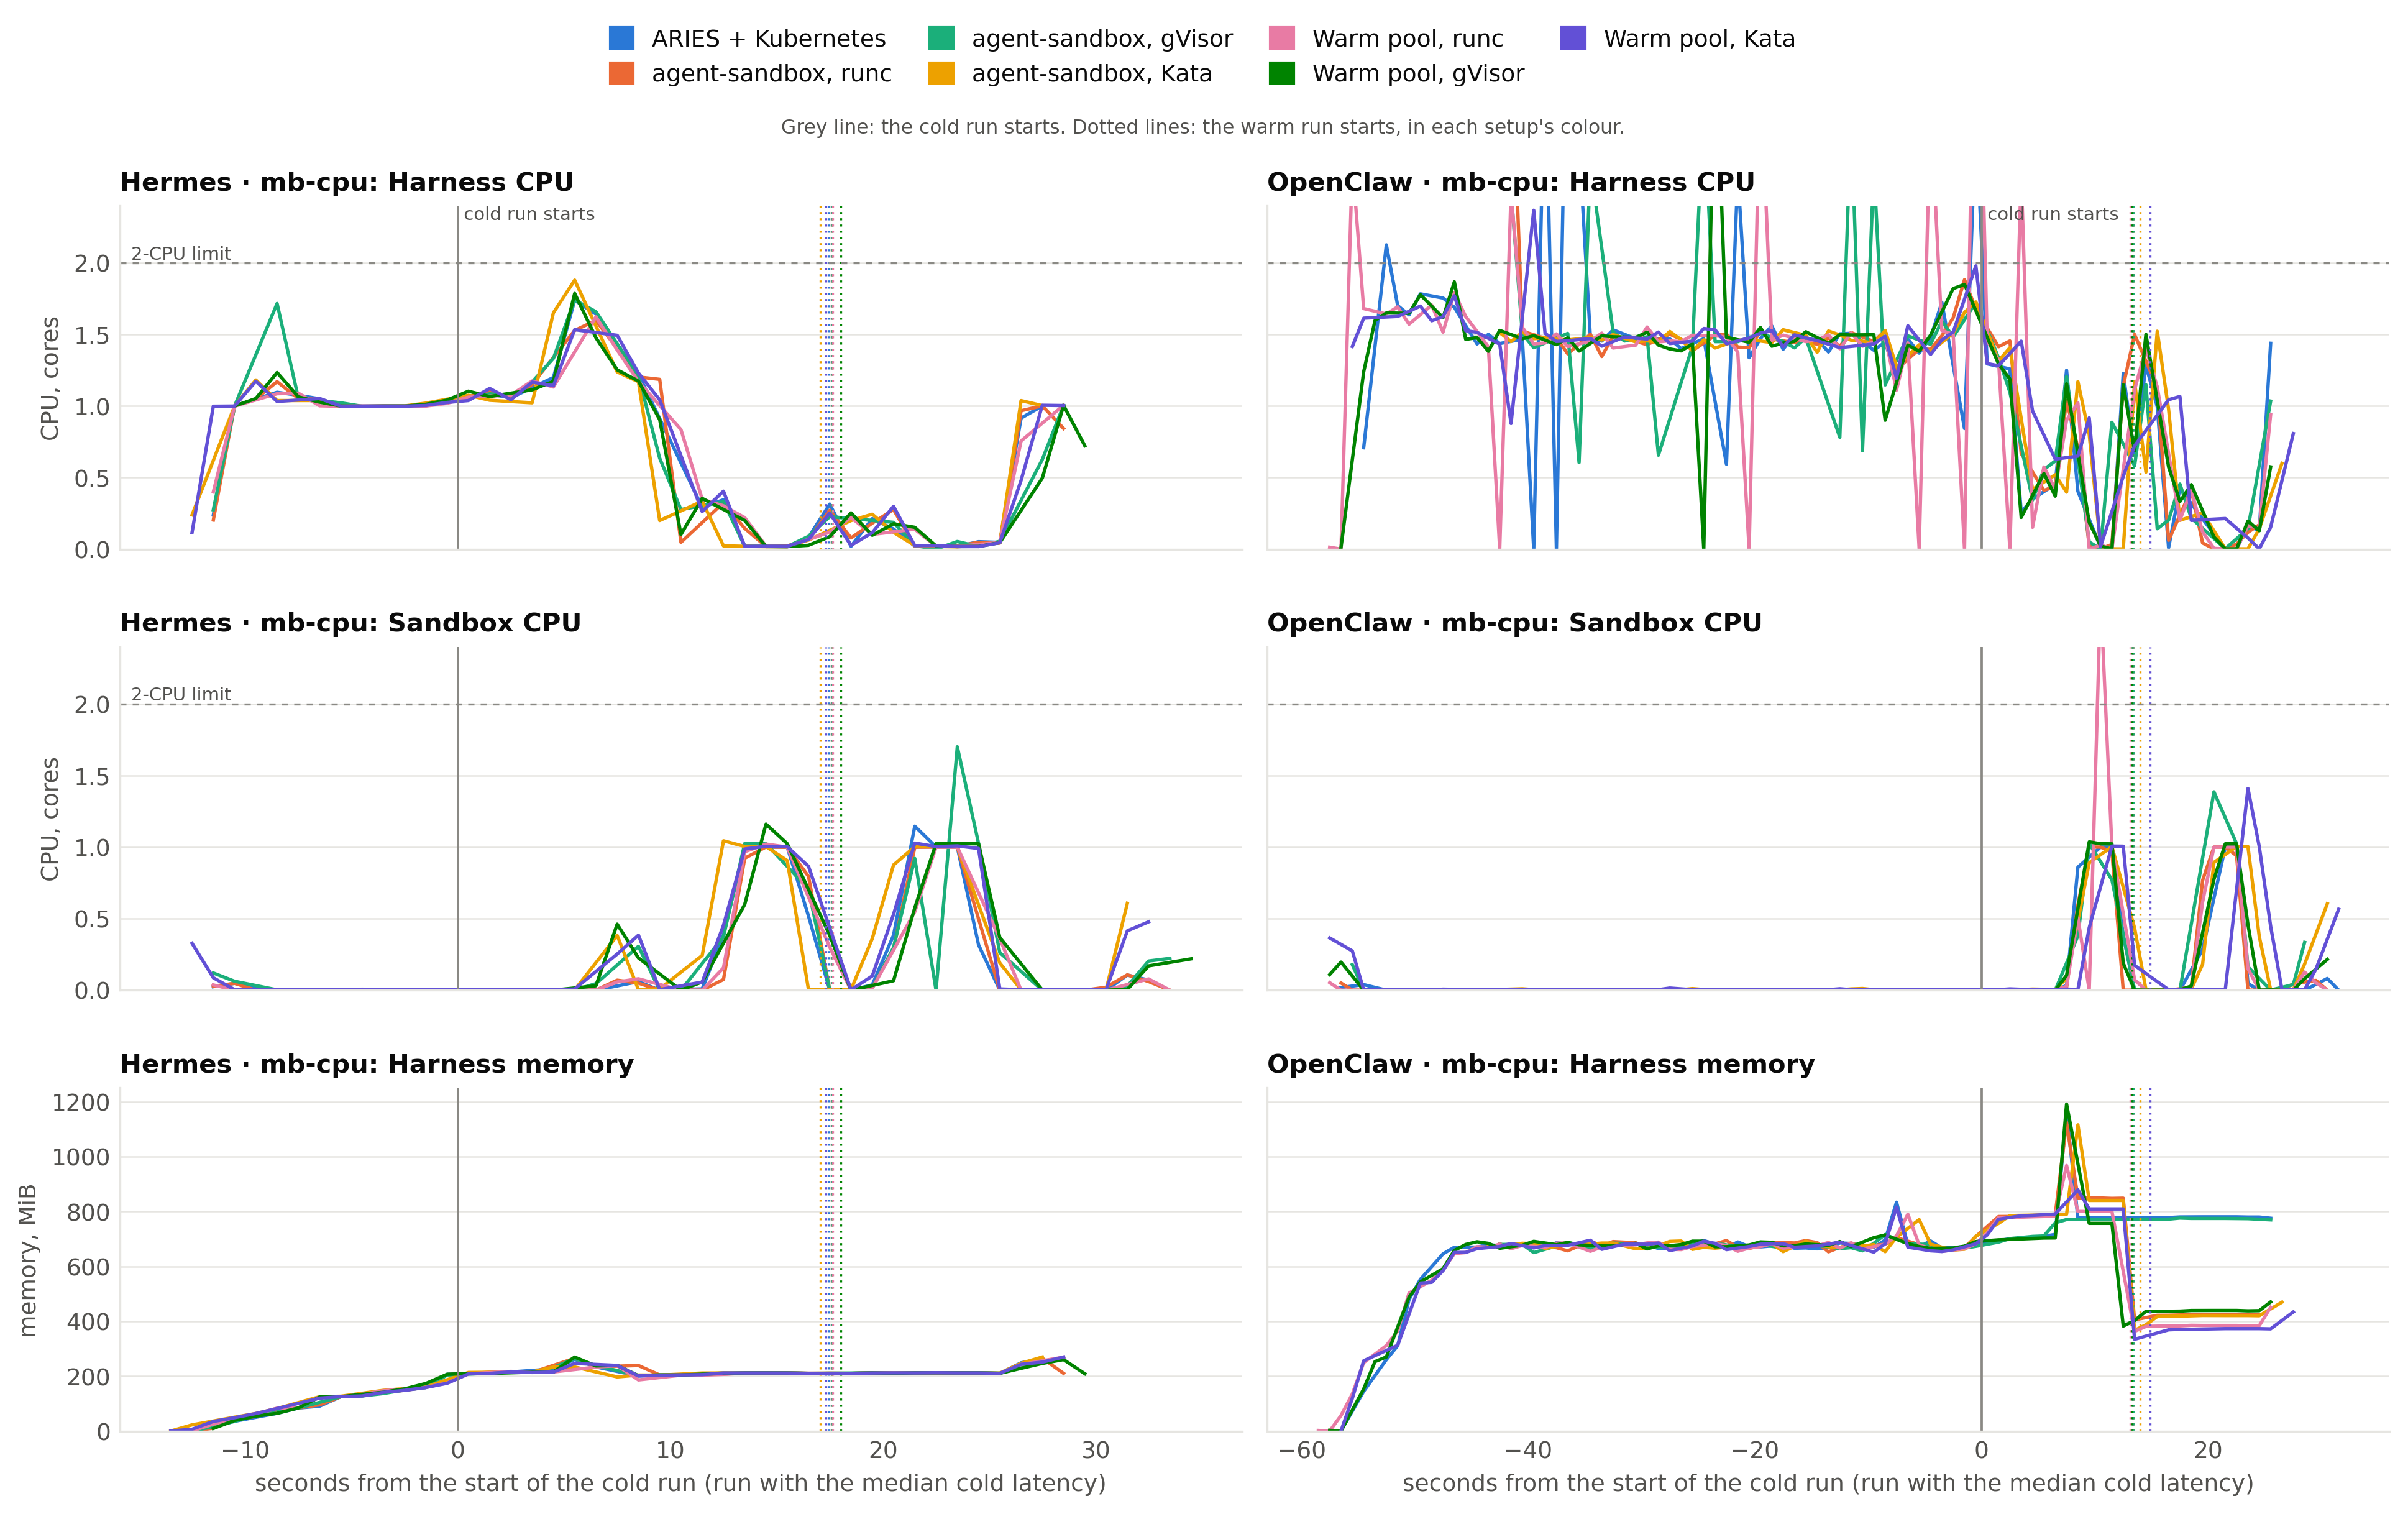 ARIES + Kubernetes
agent-sandbox, gVisor
Warm pool, runc
Warm pool, Kata
agent-sandbox, runc
agent-sandbox, Kata
Warm pool, gVisor
Grey line: the cold run starts. Dotted lines: the warm run starts, in each setup's colour.
Hermes · mb-cpu: Harness CPU
OpenClaw · mb-cpu: Harness CPU
cold run starts
cold run starts
2-CPU limit
2.0
1.5
1.0
0.5
0.0
CPU, cores
Hermes · mb-cpu: Sandbox CPU
OpenClaw · mb-cpu: Sandbox CPU
2-CPU limit
2.0
1.5
1.0
0.5
0.0
CPU, cores
Hermes · mb-cpu: Harness memory
OpenClaw · mb-cpu: Harness memory
1200
1000
800
600
400
200
0
memory, MiB
−10 0 10 20 30
−60 −40 −20 0 20
seconds from the start of the cold run (run with the median cold latency)
seconds from the start of the cold run (run with the median cold latency)